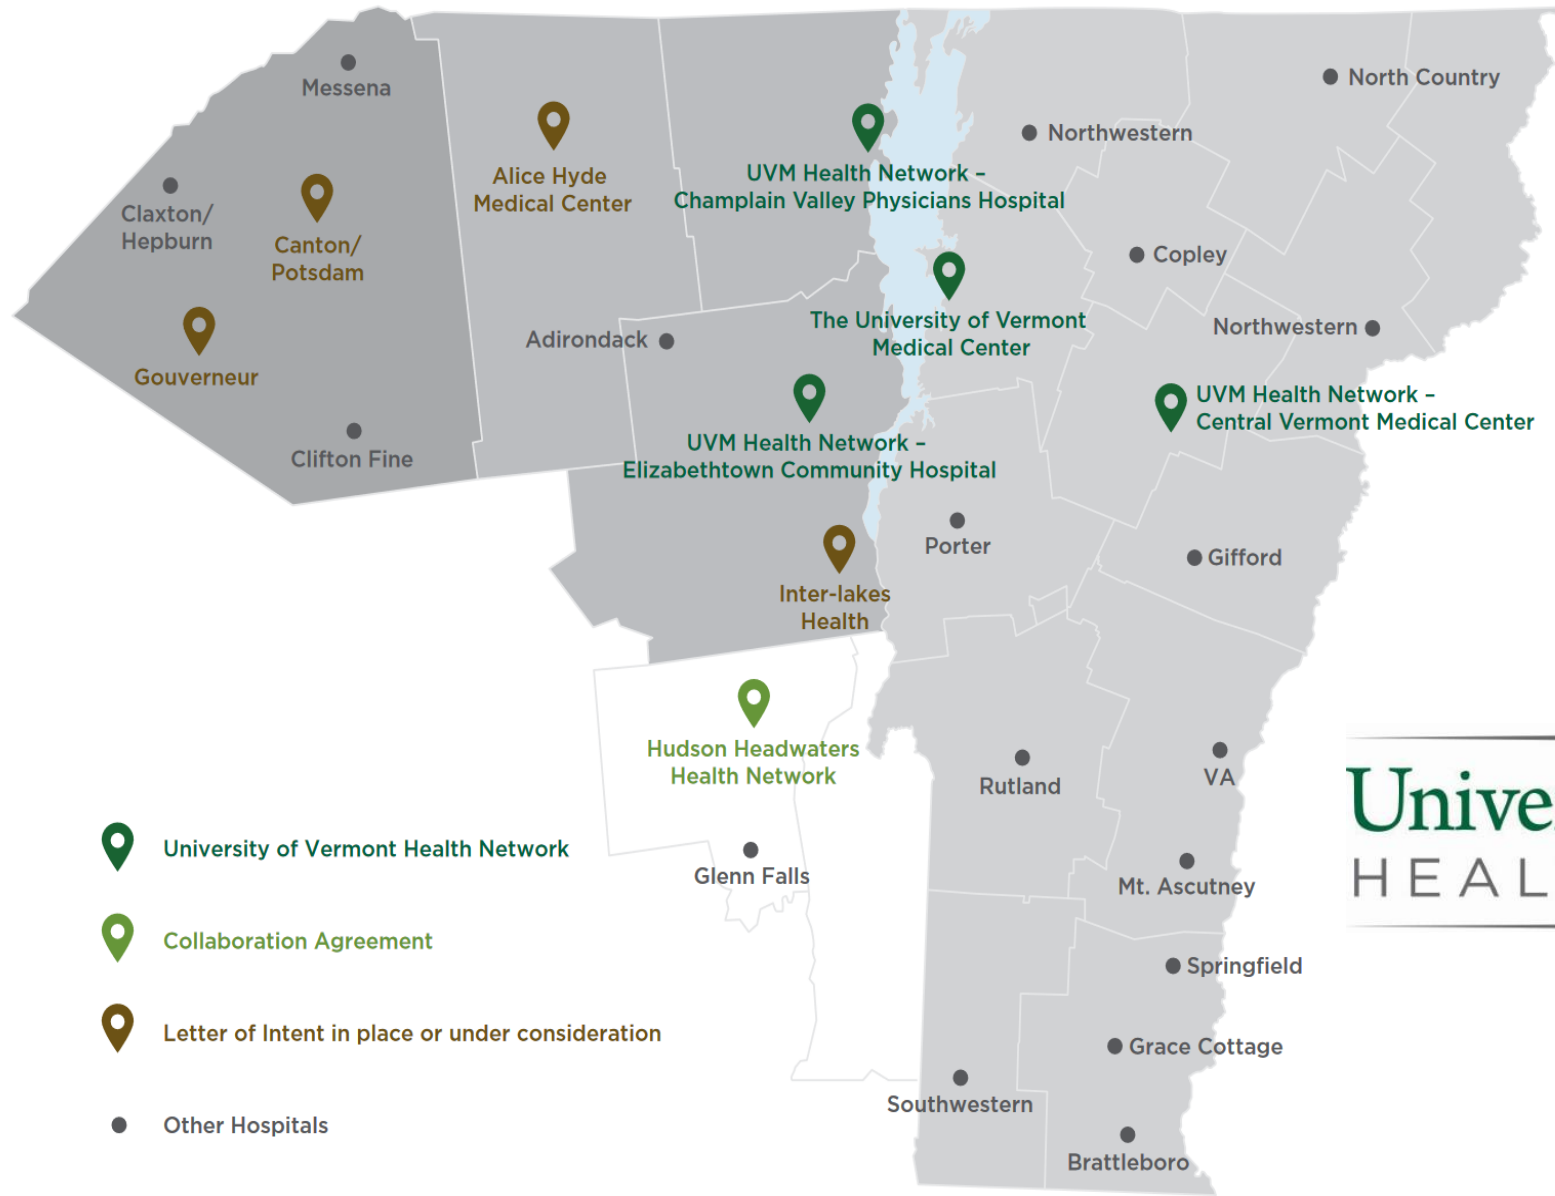 Messena
North Country
Northwestern
Alice Hyde
Medical Center
UVM Health Network –
Champlain Valley Physicians Hospital
Claxton/
Hepburn
Canton/
Potsdam
Copley
The University of Vermont
Medical Center
Northwestern
Adirondack
Gouverneur
UVM Health Network –
Central Vermont Medical Center
Clifton Fine
UVM Health Network –
Elizabethtown Community Hospital
Porter
Gifford
Inter-lakes
Health
Hudson Headwaters
Health Network
Rutland
VA
Unive
HEAL
University of Vermont Health Network
Glenn Falls
Mt. Ascutney
Collaboration Agreement
Springfield
Letter of Intent in place or under consideration
Grace Cottage
Southwestern
Other Hospitals
Brattleboro